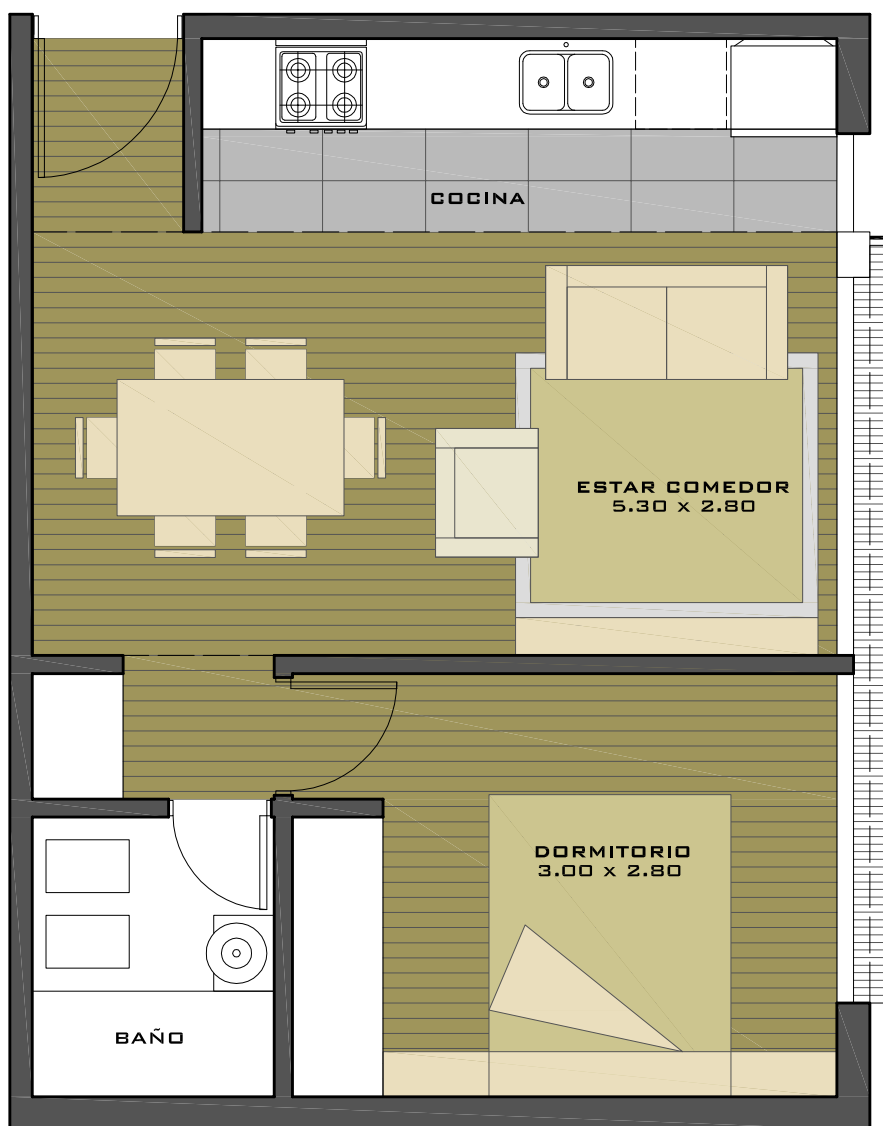 COCINA
ESTAR COMEDOR
5.30 x 2.80
DORMITORIO
3.00 x 2.80
BAÑO